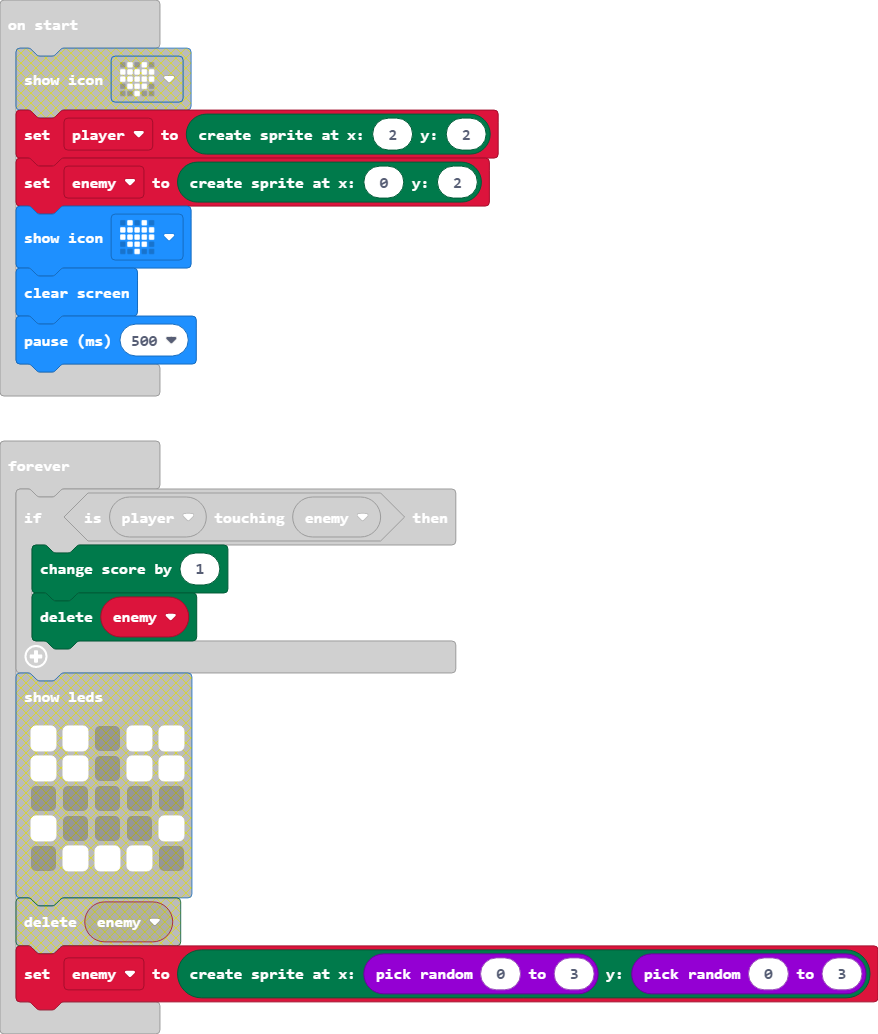 on start
show icon
set player to create sprite at x: 2 y: 2
set enemy to create sprite at x: 0 y: 2
show icon
clear screen
pause (ms) 500
forever
if is player touching enemy then
change score by 1
delete enemy
show leds
delete enemy
set enemy to create sprite at x: pick random 0 to 3 y: pick random 0 to 3